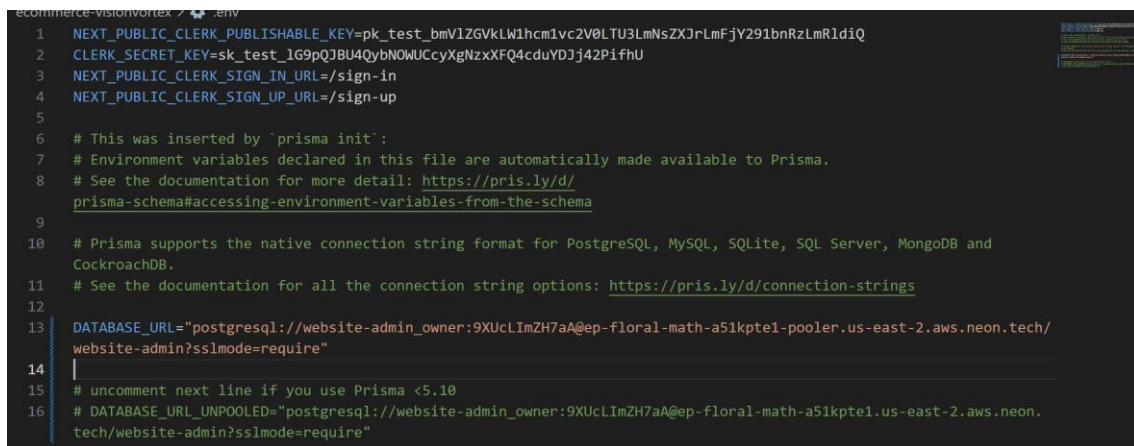 ecommerce-visionvortex > .env
1 NEXT_PUBLIC_CLERK_PUBLISHABLE_KEY=pk_test_bmVlZGVkLW1hcm1vc2V0LTU3LmNsZXJrLmFjY291bnRzLmRldiQ
2 CLERK_SECRET_KEY=sk_test_lG9pQJBU4QybNOWUCcyXgNzxXFQ4cduYDJj42PifhU
3 NEXT_PUBLIC_CLERK_SIGN_IN_URL=/sign-in
4 NEXT_PUBLIC_CLERK_SIGN_UP_URL=/sign-up
5
6 # This was inserted by `prisma init`:
7 # Environment variables declared in this file are automatically made available to Prisma.
8 # See the documentation for more detail: https://pris.ly/d/
prisma-schema#accessing-environment-variables-from-the-schema
9
10 # Prisma supports the native connection string format for PostgreSQL, MySQL, SQLite, SQL Server, MongoDB and
CockroachDB.
11 # See the documentation for all the connection string options: https://pris.ly/d/connection-strings
12
13 DATABASE_URL="postgresql://website-admin_owner:9XUcLImZH7aA@ep-floral-math-a51kpte1-pooler.us-east-2.aws.neon.tech/
website-admin?sslmode=require"
14
15 # uncomment next line if you use Prisma <5.10
16 # DATABASE_URL_UNPOOLED="postgresql://website-admin_owner:9XUcLImZH7aA@ep-floral-math-a51kpte1.us-east-2.aws.neon.
tech/website-admin?sslmode=require"